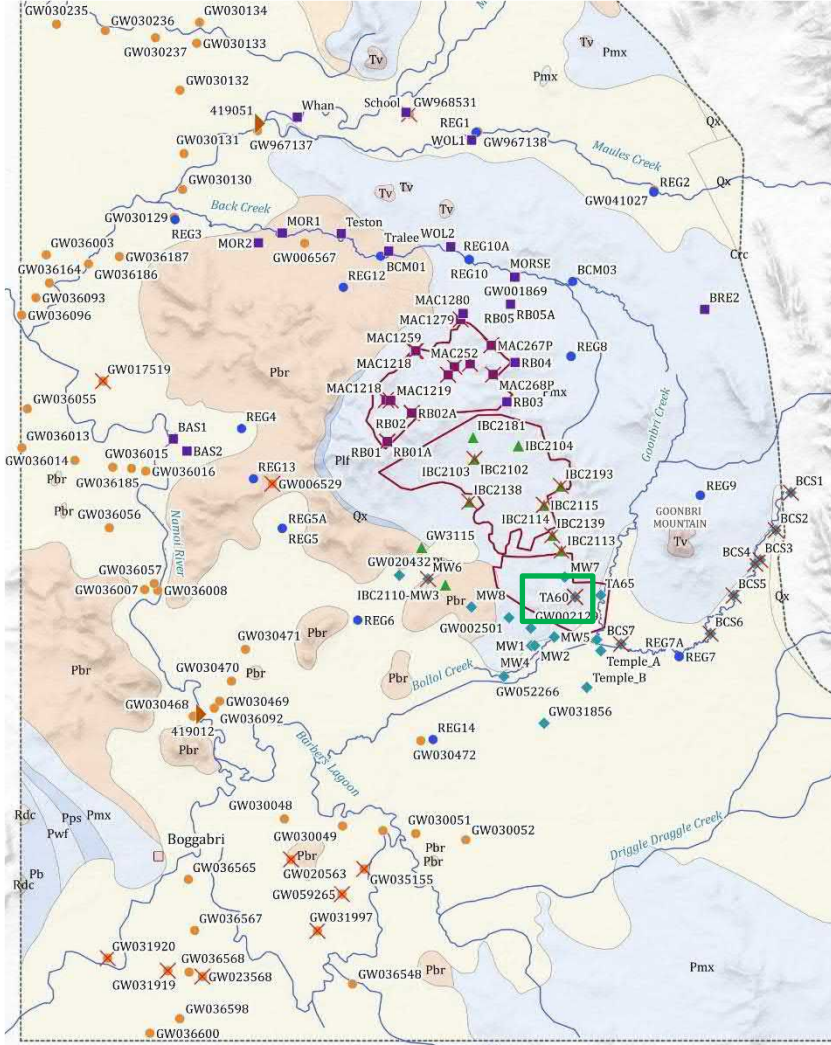 GW030235
GW030236
GW030134
GW030237
GW030133
Tv
Tv
Pmx
Pmx
GW030132
School
GW968531
419051
Whan
REG1
Qx
GW967137
WOL1
GW967138
GW030131
Maules Creek
GW030130
Tv
Tv
REG2
Qx
GW041027
Back Creek
Tv
GW030129
REG3
MOR1
Teston
WOL2
MOR2
Tralee
REG10A
GW036003
GW006567
BCM01
REG10
Crc
GW036187
GW036164
GW036186
REG12
MORSE
BCM03
GW036093
MAC1280
GW001869
BRE2
GW036096
MAC1279
RB05
RB05A
MAC1259
MAC267P
REG8
MAC1218
MAC252
RB04
GW017519
Pbr
MAC1218
MAC1219
MAC268P
Pmx
GW036055
RB02A
RB03
Goonbri Creek
BAS1
REG4
RB02
IBC2181
GW036013
BAS2
RB01
RB01A
IBC2104
GW036014
GW036015
Plf
IBC2103
IBC2102
GW036016
REG13
IBC2193
REG9
BCS1
Pbr
GW036185
GW006529
IBC2138
IBC2115
Pbr
Qx
IBC2114
GOONBRI
MOUNTAIN
GW036056
REG5A
IBC2139
BCS2
REG5
GW3115
IBC2113
Tv
Namoi River
GW020432
BCS4
BCS3
GW036057
MW6
MW7
TA65
GW036007
GW036008
IBC2110-MW3
MW8
TA60
BCS5
Qx
Pbr
GW002129
REG6
GW002501
Pbr
MW5
BCS7
BCS6
GW030471
MW1
MW2
REG7A
REG7
Temple_A
GW030470
Pbr
Pbr
Bollol Creek
MW4
Temple_B
GW030468
GW030469
GW052266
419012
GW036092
GW031856
Pbr
REG14
GW030472
Barbers Lagoon
GW030048
Rdc
Pps
Pmx
GW030051
Pwf
GW030049
GW030052
Boggabri
Pbr
Pbr
Pbr
Driggle Draggle Creek
Pb
GW020563
GW035155
Rdc
GW036565
GW059265
GW036567
GW031997
GW031920
GW036568
GW031919
GW023568
GW036548
Pbr
Pmx
GW036598
GW036600